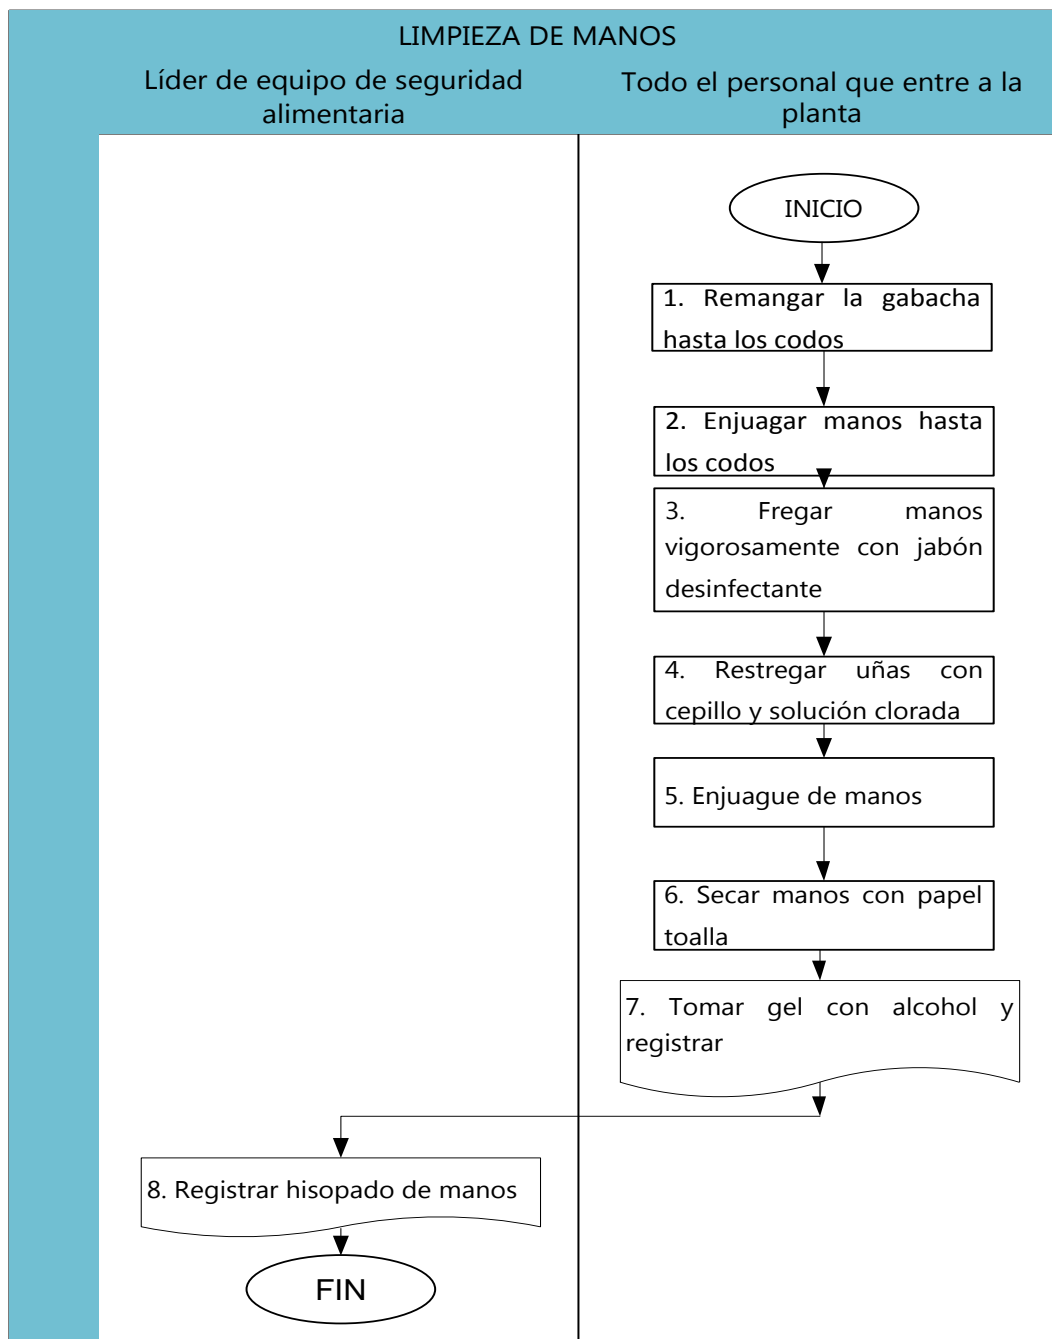 LIMPIEZA DE MANOS
Líder de equipo de seguridad
alimentaria
Todo el personal que entre a la
planta
INICIO
1. Remangar la gabacha
hasta los codos
2. Enjuagar manos hasta
los codos
3. Fregar manos
vigorosamente con jabón
desinfectante
4. Restregar uñas con
cepillo y solución clorada
5. Enjuague de manos
6. Secar manos con papel
toalla
7. Tomar gel con alcohol y
registrar
8. Registrar hisopado de manos
FIN